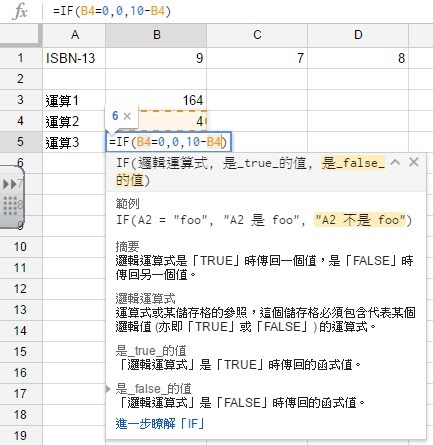 fx =IF(B4=0,0,10-B4)
A B C D
1 ISBN-13 9 7 8
2
3 運算1 164
6 ×
4 運算2 4
5 運算3 =IF(B4=0,0,10-B4)
6 IF(邏輯運算式, 是_true_的值, 是_false_
7 的值)
8 範例
9 IF(A2 = "foo", "A2 是 foo", "A2 不是 foo")
10 摘要
11 邏輯運算式是「TRUE」時傳回一個值，是「FALSE」時
傳回另一個值。
12 邏輯運算式
13 運算式或某儲存格的參照，這個儲存格必須包含代表某個
14 邏輯值 (亦即「TRUE」或「FALSE」) 的運算式。
15 是_true_的值
16 「邏輯運算式」是「TRUE」時傳回的函式值。
17 是_false_的值
「邏輯運算式」是「FALSE」時傳回的函式值。
18 進一步瞭解「IF」
19